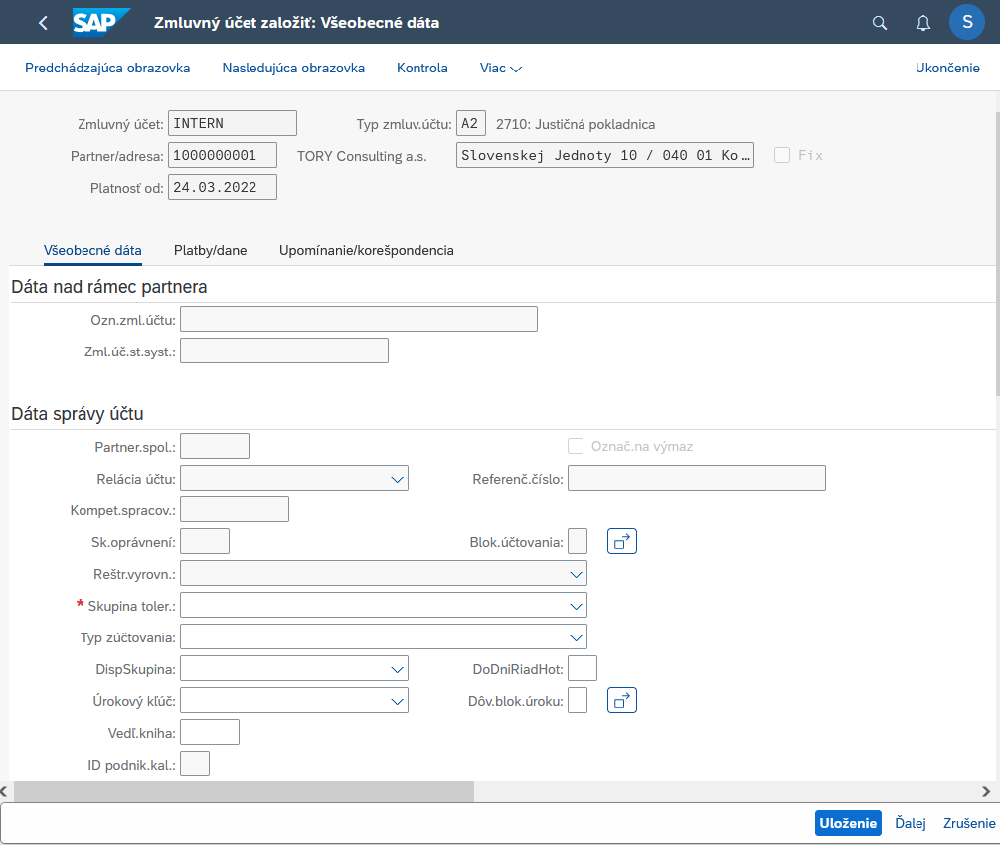 SAP Zmluvný účet založiť: Všeobecné dáta S
Predchádzajúca obrazovka Nasledujúca obrazovka Kontrola Viac Ukončenie
Zmluvný účet: INTERN Typ zmluv.účtu: A2 2710: Justičná pokladnica
Partner/adresa: 1000000001 TORY Consulting a.s. Slovenskej Jednoty 10 / 040 01 Ko… Fix
Platnosť od: 24.03.2022
Všeobecné dáta Platby/dane Upomínanie/korešpondencia
Dáta nad rámec partnera
Ozn.zml.účtu:
Zml.úč.st.syst.:
Dáta správy účtu
Partner.spol.: Označ.na výmaz
Relácia účtu: Referenč.číslo:
Kompet.spracov.:
Sk.oprávnení: Blok.účtovania:
Reštr.vyrovn.:
* Skupina toler.:
Typ zúčtovania:
DispSkupina: DoDniRiadHot:
Úrokový kľúč: Dôv.blok.úroku:
Vedľ.kniha:
ID podnik.kal.:
Uloženie Ďalej Zrušenie